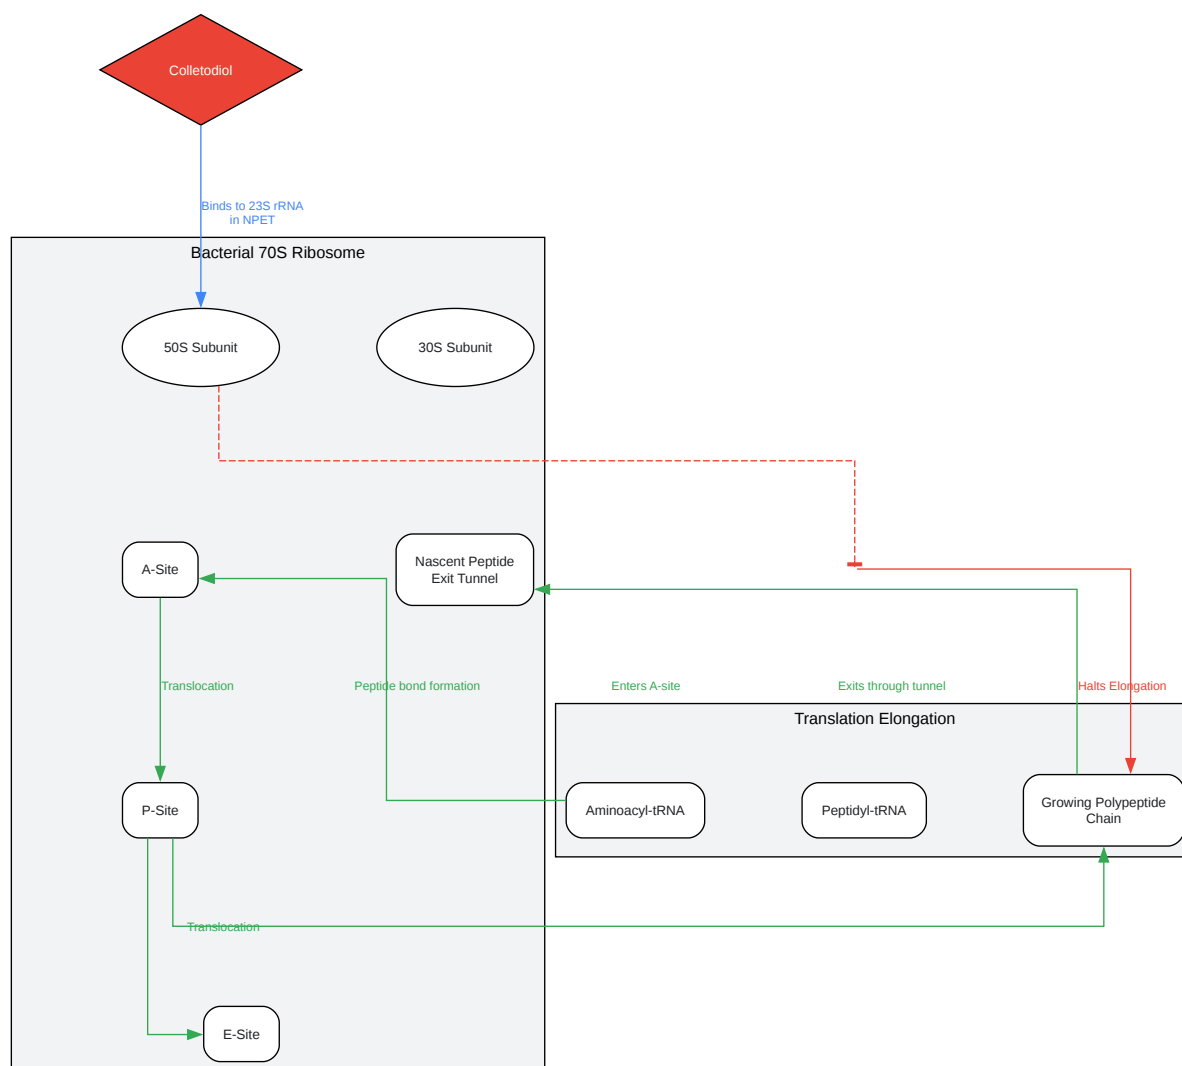 Colletodiol
Binds to 23S rRNA
in NPET
Bacterial 70S Ribosome
50S Subunit
30S Subunit
A-Site
Nascent Peptide
Exit Tunnel
Translocation
Peptide bond formation
Enters A-site
Exits through tunnel
Halts Elongation
Translation Elongation
P-Site
Aminoacyl-tRNA
Peptidyl-tRNA
Growing Polypeptide
Chain
Translocation
E-Site